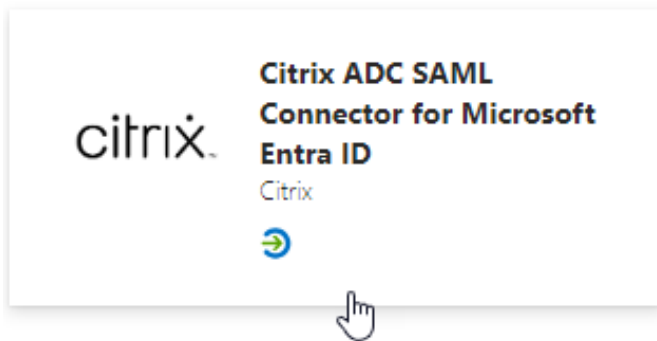 citrix
Citrix ADC SAML
Connector for Microsoft
Entra ID
Citrix